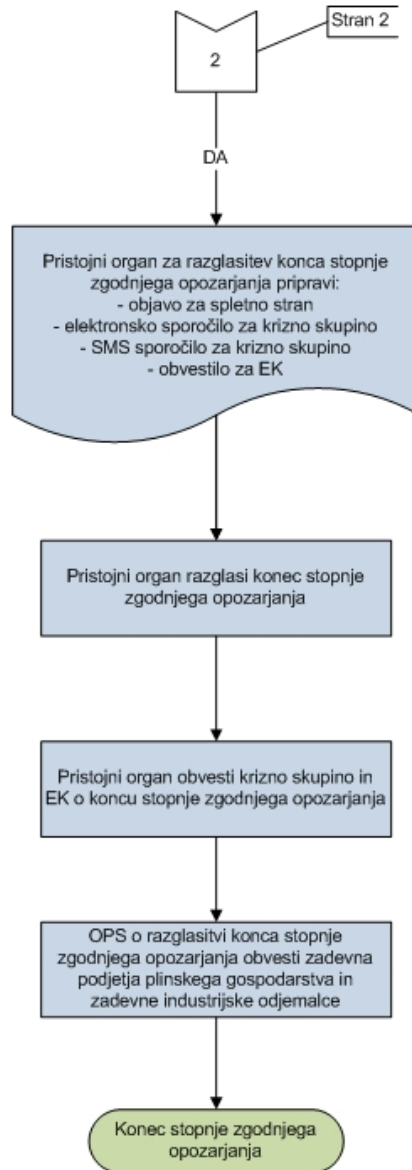 Stran 2
2
DA
Pristojni organ za razglasitev konca stopnje
zgodnjega opozarjanja pripravi:
- objavo za spletno stran
- elektronsko sporočilo za krizno skupino
- SMS sporočilo za krizno skupino
- obvestilo za EK
Pristojni organ razglasi konec stopnje
zgodnjega opozarjanja
Pristojni organ obvesti krizno skupino in
EK o koncu stopnje zgodnjega opozarjanja
OPS o razglasitvi konca stopnje
zgodnjega opozarjanja obvesti zadevna
podjetja plinskega gospodarstva in
zadevne industrijske odjemalce
Konec stopnje zgodnjega
opozarjanja